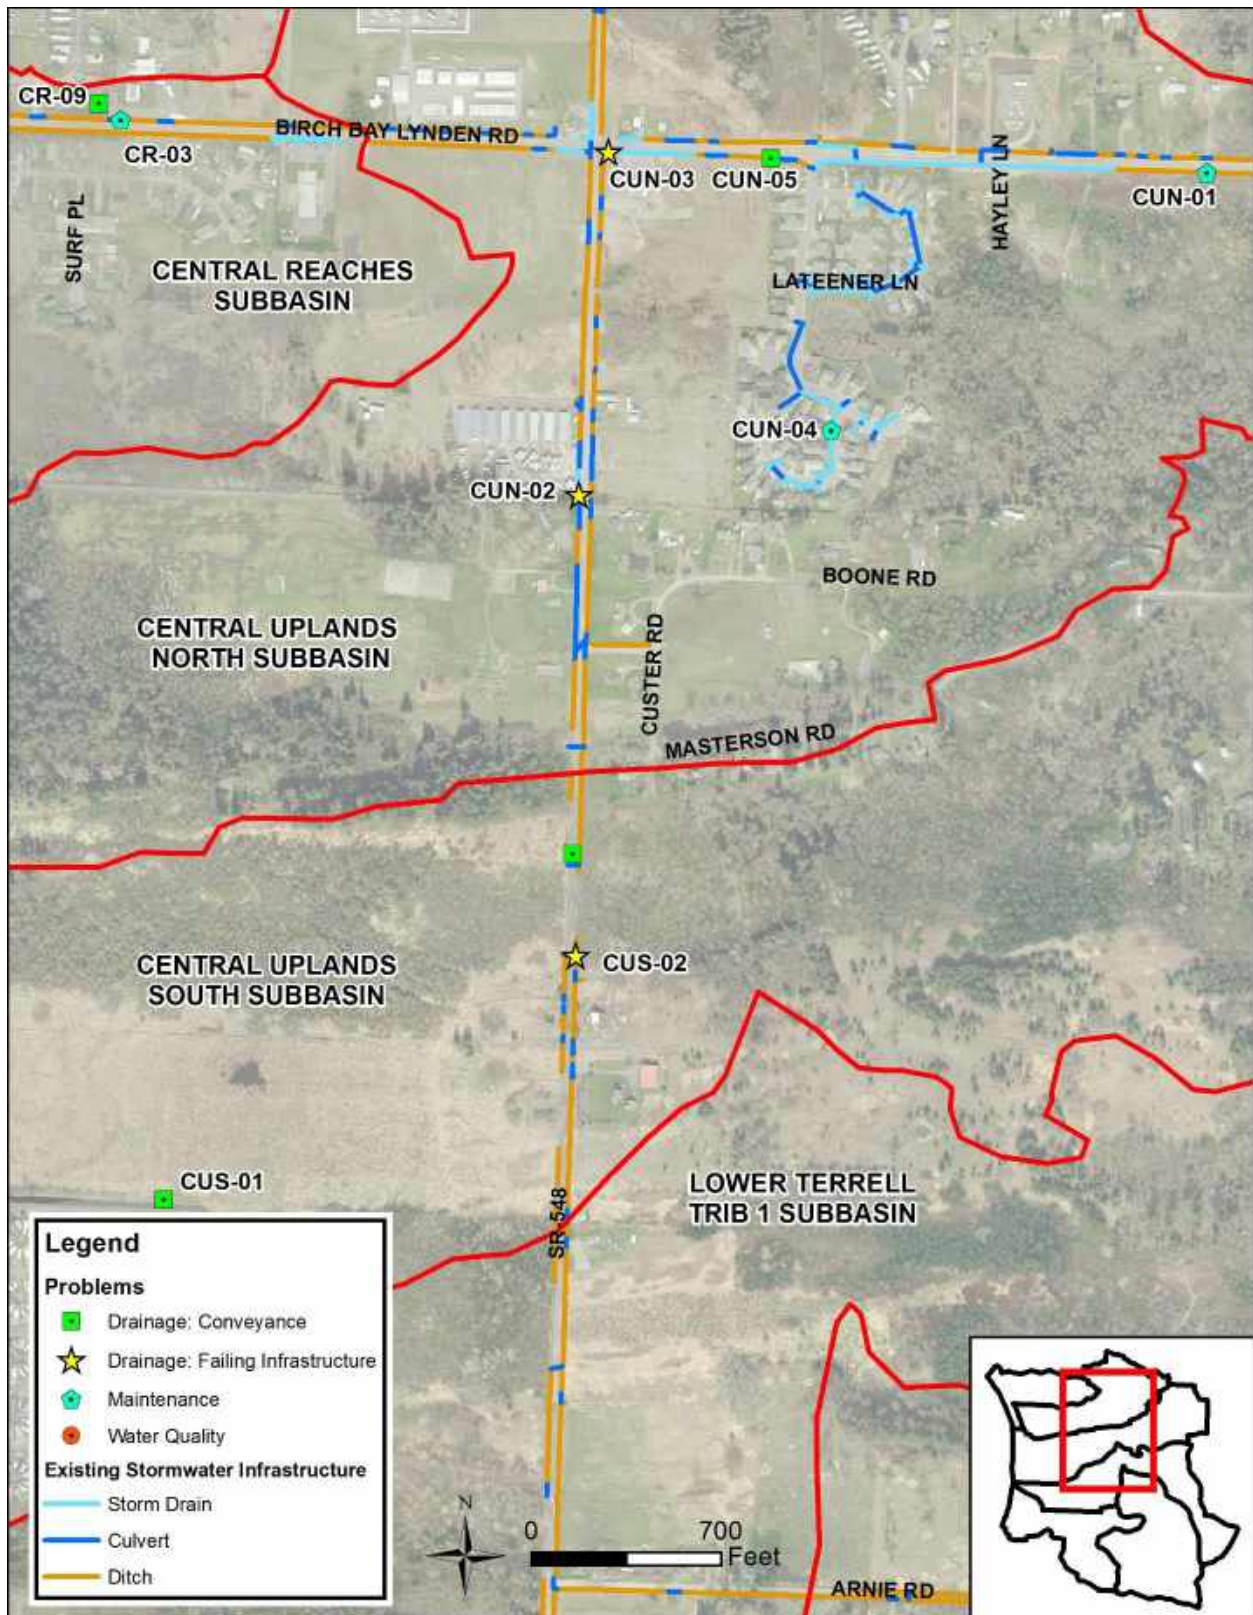 CR-09
BIRCH BAY LYNDEN RD
CR-03
CUN-03
CUN-05
HAYLEY LN
CUN-01
SURF PL
CENTRAL REACHES
SUBBASIN
LATEENER LN
CUN-04
CUN-02
BOONE RD
CENTRAL UPLANDS
NORTH SUBBASIN
CUSTER RD
MASTERSON RD
CENTRAL UPLANDS
SOUTH SUBBASIN
CUS-02
CUS-01
LOWER TERRELL
TRIB 1 SUBBASIN
SR-548
Legend
Problems
Drainage: Conveyance
Drainage: Failing Infrastructure
Maintenance
Water Quality
Existing Stormwater Infrastructure
Storm Drain
Culvert
Ditch
N
0 700
Feet
ARNIE RD